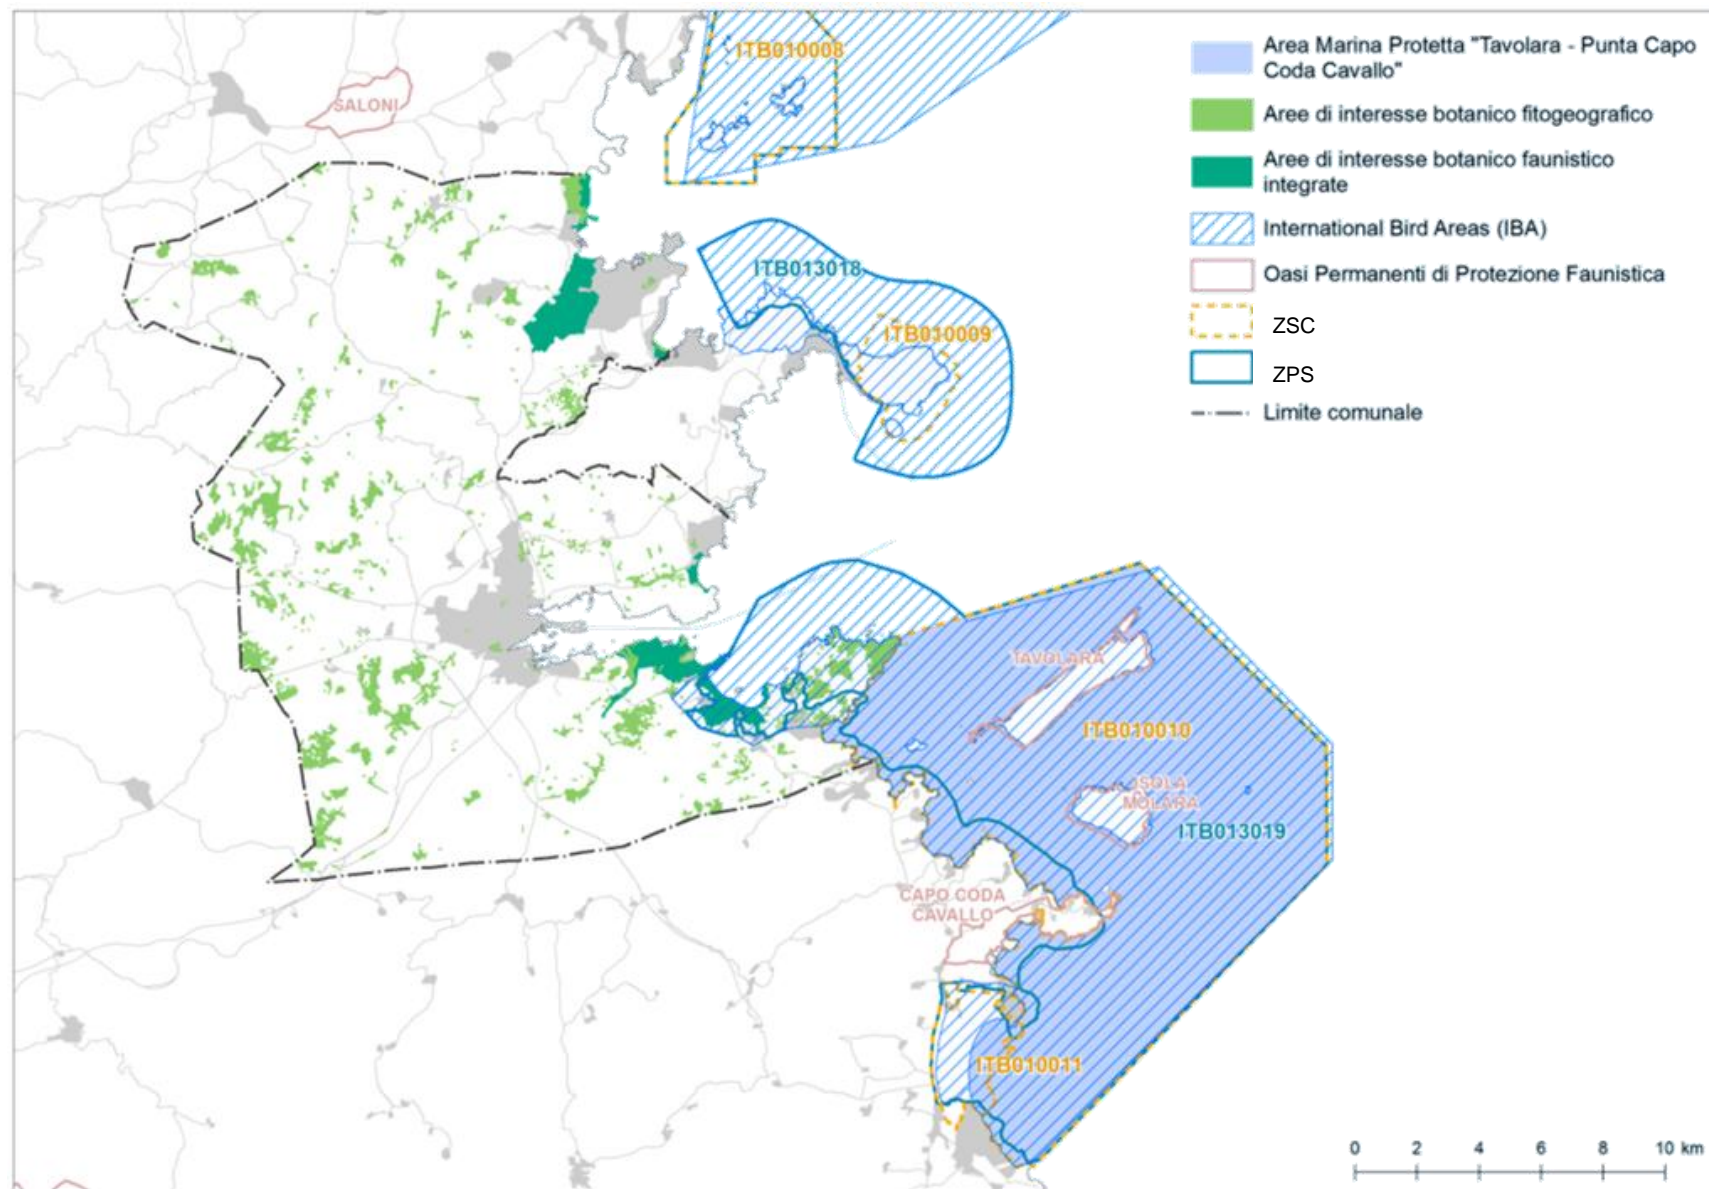 ITB010008
SALONI
ITB013018
ITB010009
TAVOLARA
ITB010010
ISOLA
MOLARA
ITB013019
CAPO CODA
CAVALLO
ITB010011
Area Marina Protetta "Tavolara - Punta Capo
Coda Cavallo"
Aree di interesse botanico fitogeografico
Aree di interesse botanico faunistico
integrate
International Bird Areas (IBA)
Oasi Permanenti di Protezione Faunistica
ZSC
ZPS
Limite comunale
0 2 4 6 8 10 km